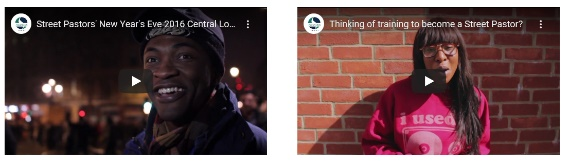 Street Pastors' New Year's Eve 2016 Central Lo...
Thinking of training to become a Street Pastor?
i used